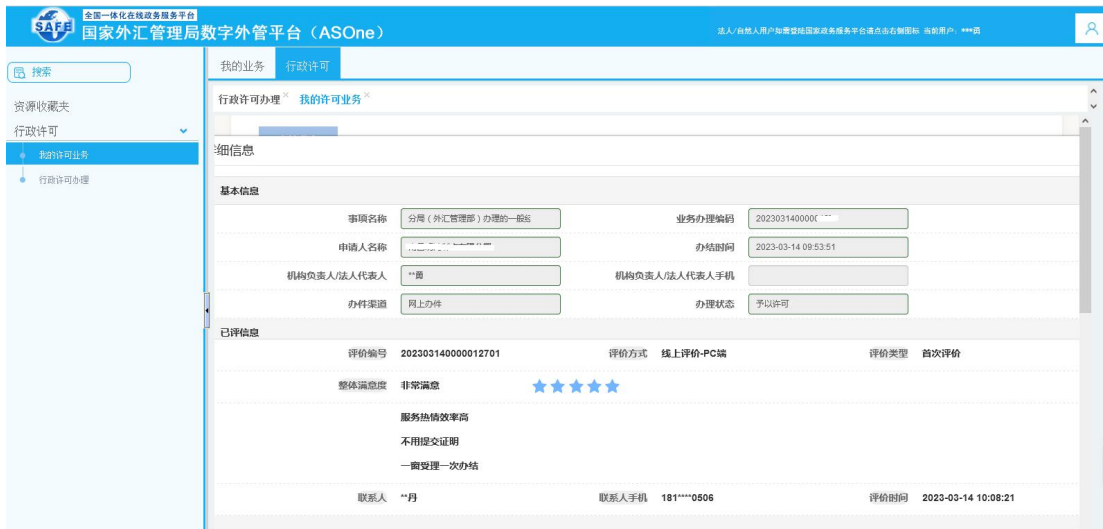 全国一体化在线政务服务平台
SAFE 国家外汇管理局数字外管平台（ASOne）
法人/自然人用户如需登陆国家政务服务平台请点击右侧图标 当前用户：***勇
搜索
我的业务 行政许可
资源收藏夹
行政许可办理 我的许可业务
行政许可
我的许可业务
行政许可办理
细信息
基本信息
事项名称 分局（外汇管理部）办理的一般经 业务办理编码 20230314000
申请人名称 办结时间 2023-03-14 09:53:51
机构负责人/法人代表人 **勇 机构负责人/法人代表人手机
办件渠道 网上办件 办理状态 予以许可
已评信息
评价编号 202303140000012701 评价方式 线上评价-PC端 评价类型 首次评价
整体满意度 非常满意
服务热情效率高
不用提交证明
一窗受理一次办结
联系人 **丹 联系人手机 181****0506 评价时间 2023-03-14 10:08:21